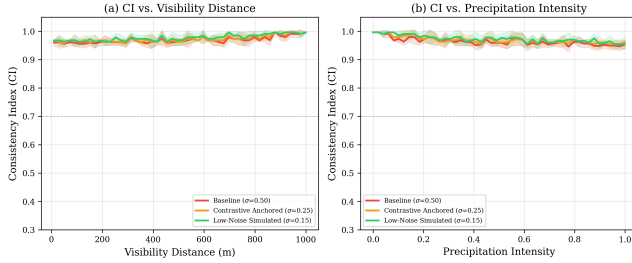 (a) CI vs. Visibility Distance
Consistency Index (CI)
1.0
0.9
0.8
0.7
0.6
0.5
0.4
0.3
0
200
400
600
800
1000
Visibility Distance (m)
Baseline (σ=0.50)
Contrastive Anchored (σ=0.25)
Low-Noise Simulated (σ=0.15)
(b) CI vs. Precipitation Intensity
Consistency Index (CI)
1.0
0.9
0.8
0.7
0.6
0.5
0.4
0.3
0.0
0.2
0.4
0.6
0.8
1.0
Precipitation Intensity
Baseline (σ=0.50)
Contrastive Anchored (σ=0.25)
Low-Noise Simulated (σ=0.15)